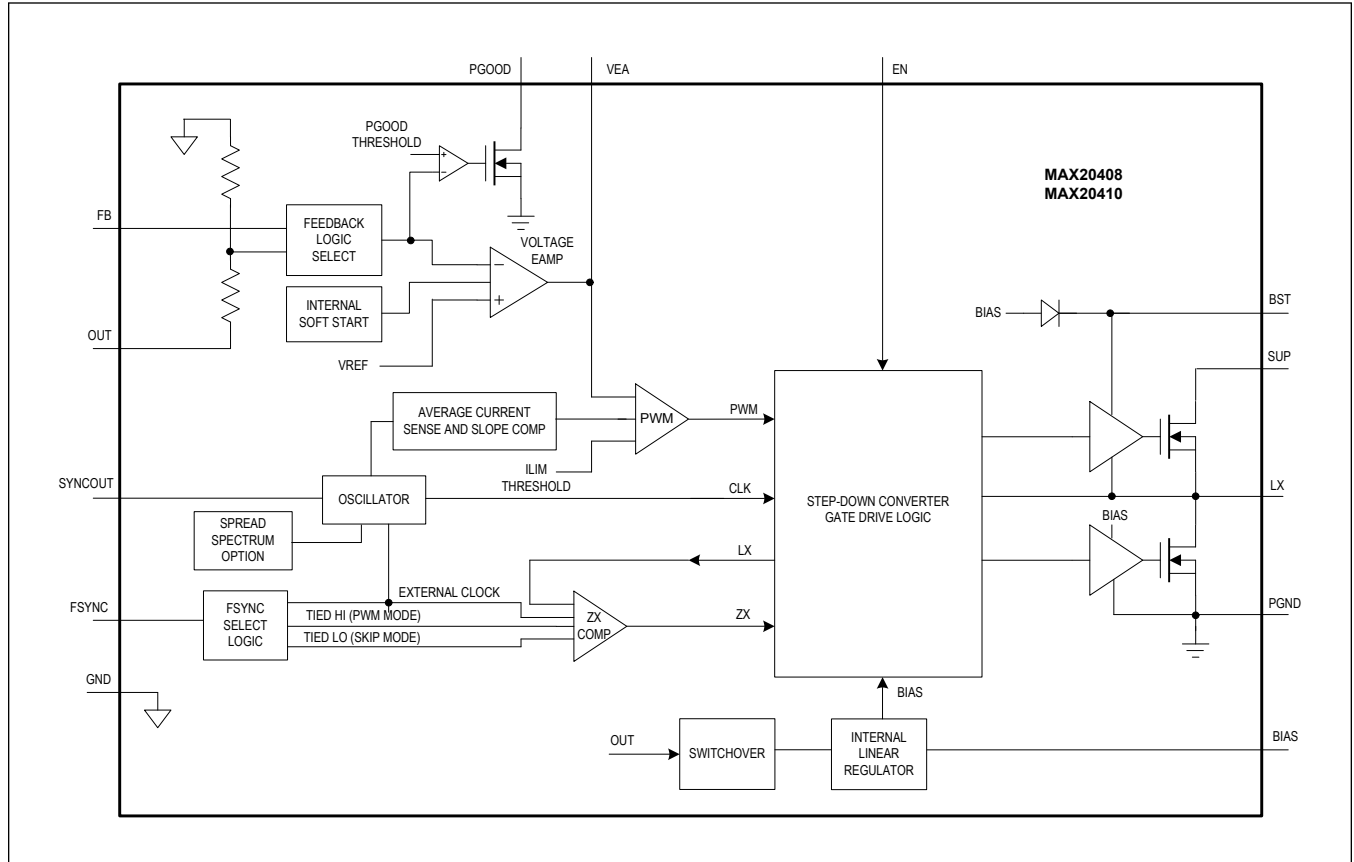 PGOOD
VEA
EN
PGOOD
THRESHOLD
+
−
MAX20408
MAX20410
FB
FEEDBACK
LOGIC
SELECT
VOLTAGE
EAMP
−
+
INTERNAL
SOFT START
OUT
VREF
BIAS
BST
SUP
AVERAGE CURRENT
SENSE AND SLOPE COMP
PWM
PWM
ILIM
THRESHOLD
SYNCOUT
OSCILLATOR
CLK
STEP-DOWN CONVERTER
GATE DRIVE LOGIC
LX
SPREAD
SPECTRUM
OPTION
BIAS
LX
FSYNC
FSYNC
SELECT
LOGIC
EXTERNAL CLOCK
TIED HI (PWM MODE)
TIED LO (SKIP MODE)
ZX
COMP
ZX
PGND
GND
BIAS
OUT
SWITCHOVER
INTERNAL
LINEAR
REGULATOR
BIAS